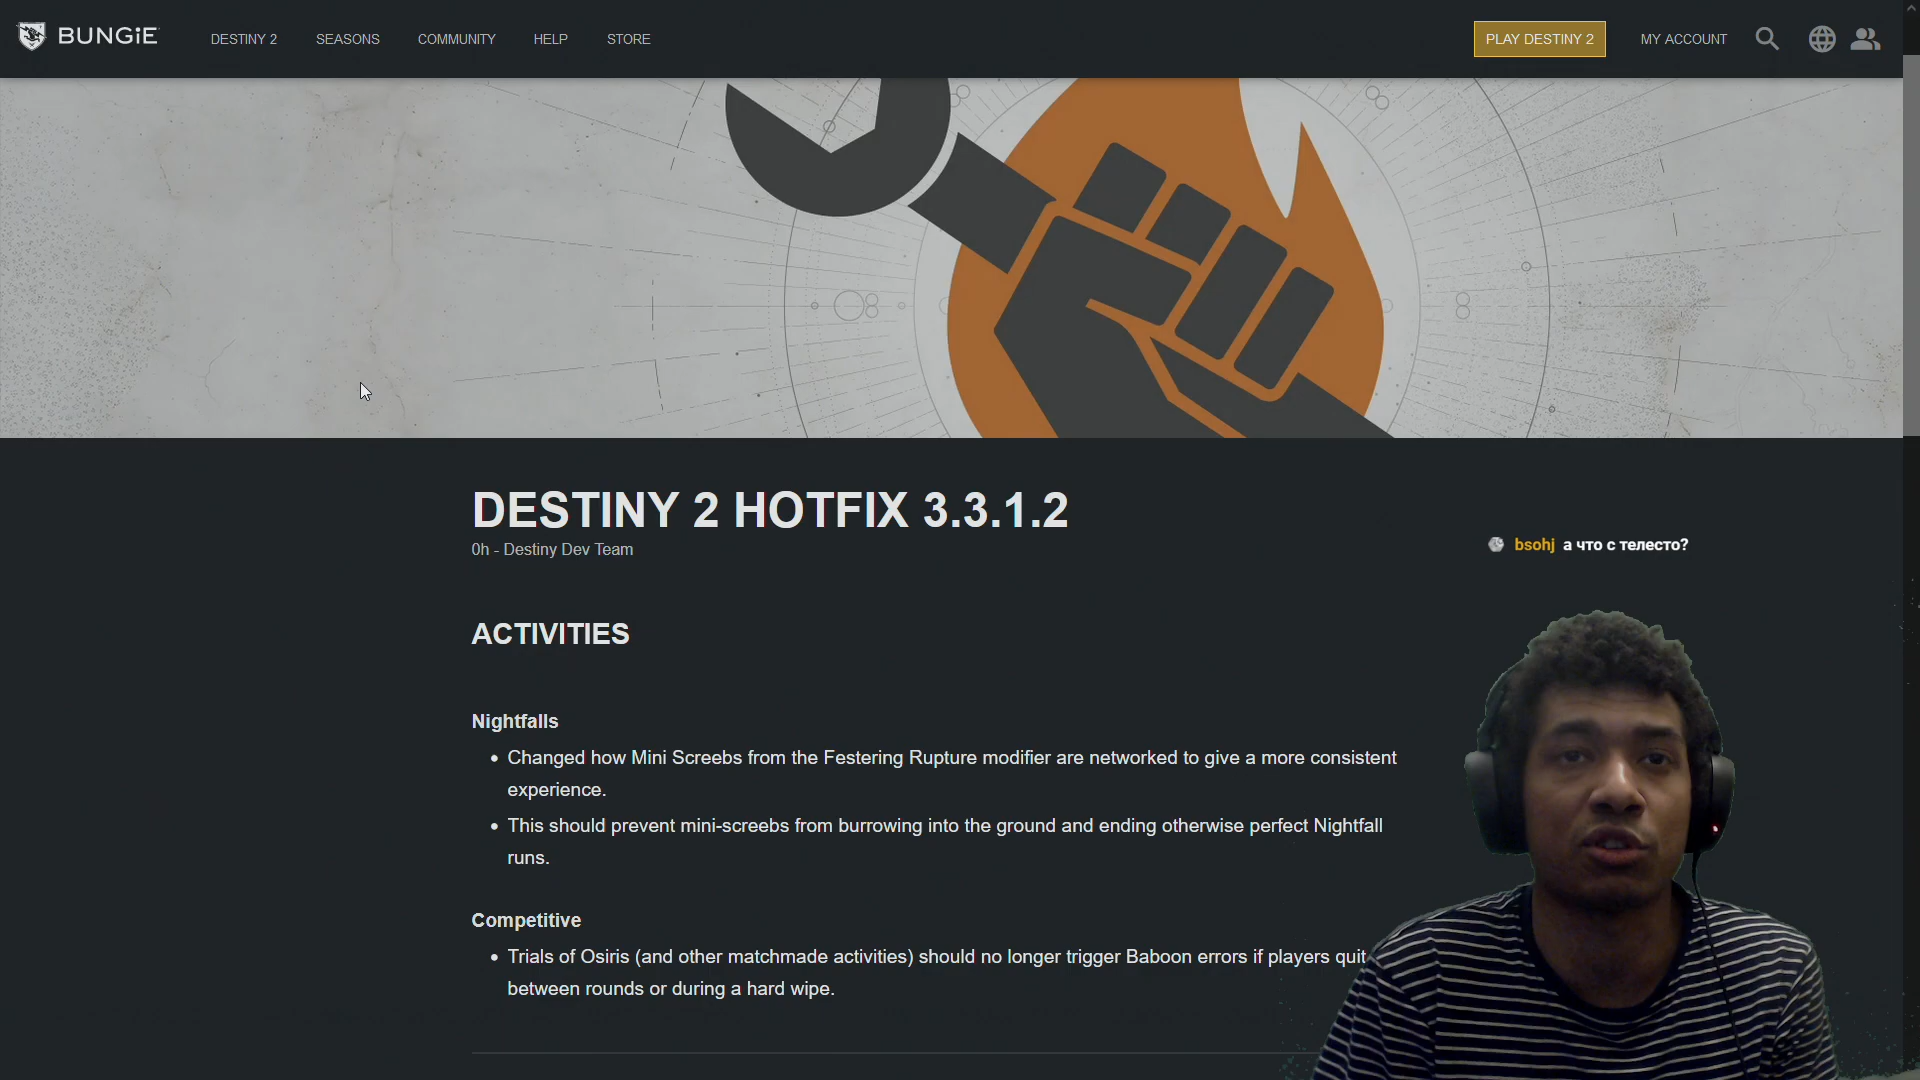 BUNGiE
DESTINY 2
SEASONS
COMMUNITY
HELP
STORE
PLAY DESTINY 2
MY ACCOUNT
DESTINY 2 HOTFIX 3.3.1.2
0h - Destiny Dev Team
bsohj а что с телесто?
ACTIVITIES
Nightfalls
• Changed how Mini Screebs from the Festering Rupture modifier are networked to give a more consistent
experience.
• This should prevent mini-screebs from burrowing into the ground and ending otherwise perfect Nightfall
runs.
Competitive
• Trials of Osiris (and other matchmade activities) should no longer trigger Baboon errors if players quit
between rounds or during a hard wipe.